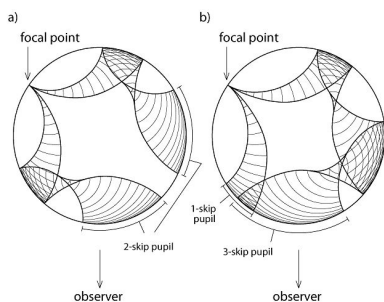 a)
focal point
2-skip pupil
observer
b)
focal point
1-skip
pupil
3-skip pupil
observer